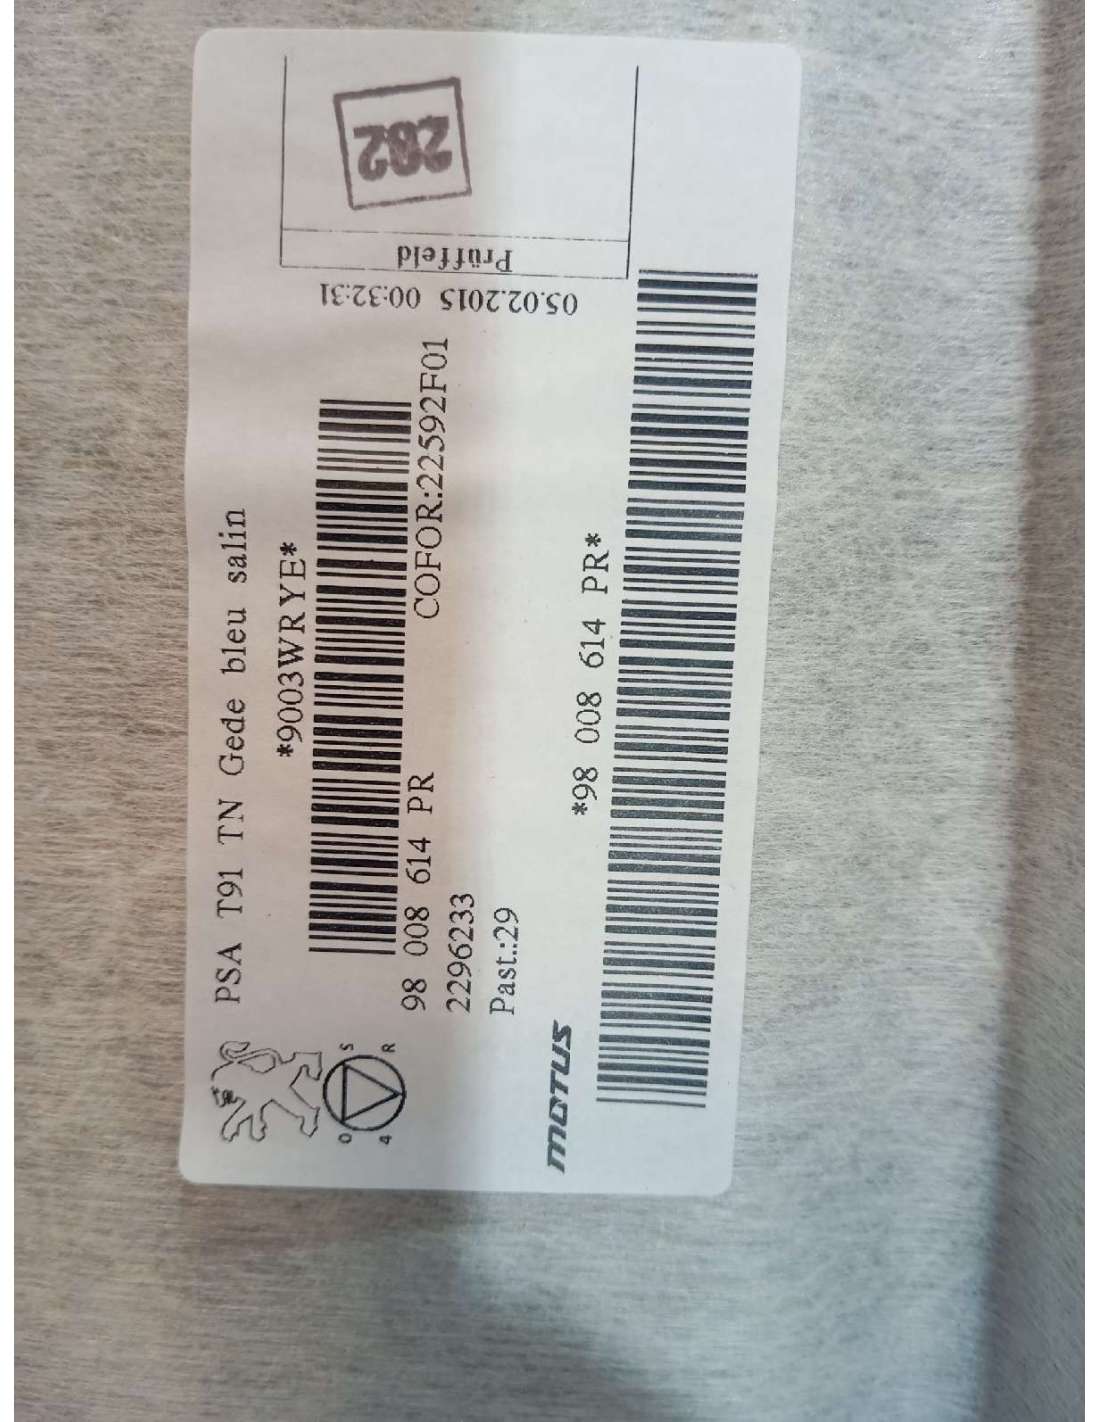 PSA T91 TN Gede bleu salin
*9003WRYE*
98 008 614 PR
COFOR:22592F01
2296233
Past.:29
O S
4 R
05.02.2015 00:32:31
Prüffeld
282
MOTUS
*98 008 614 PR*